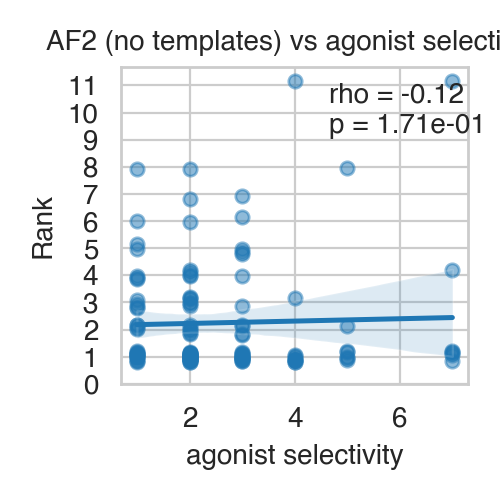 AF2 (no templates) vs agonist selecti
rho = -0.12
p = 1.71e-01
Rank
11
10
9
8
7
6
5
4
3
2
1
0
2 4 6
agonist selectivity